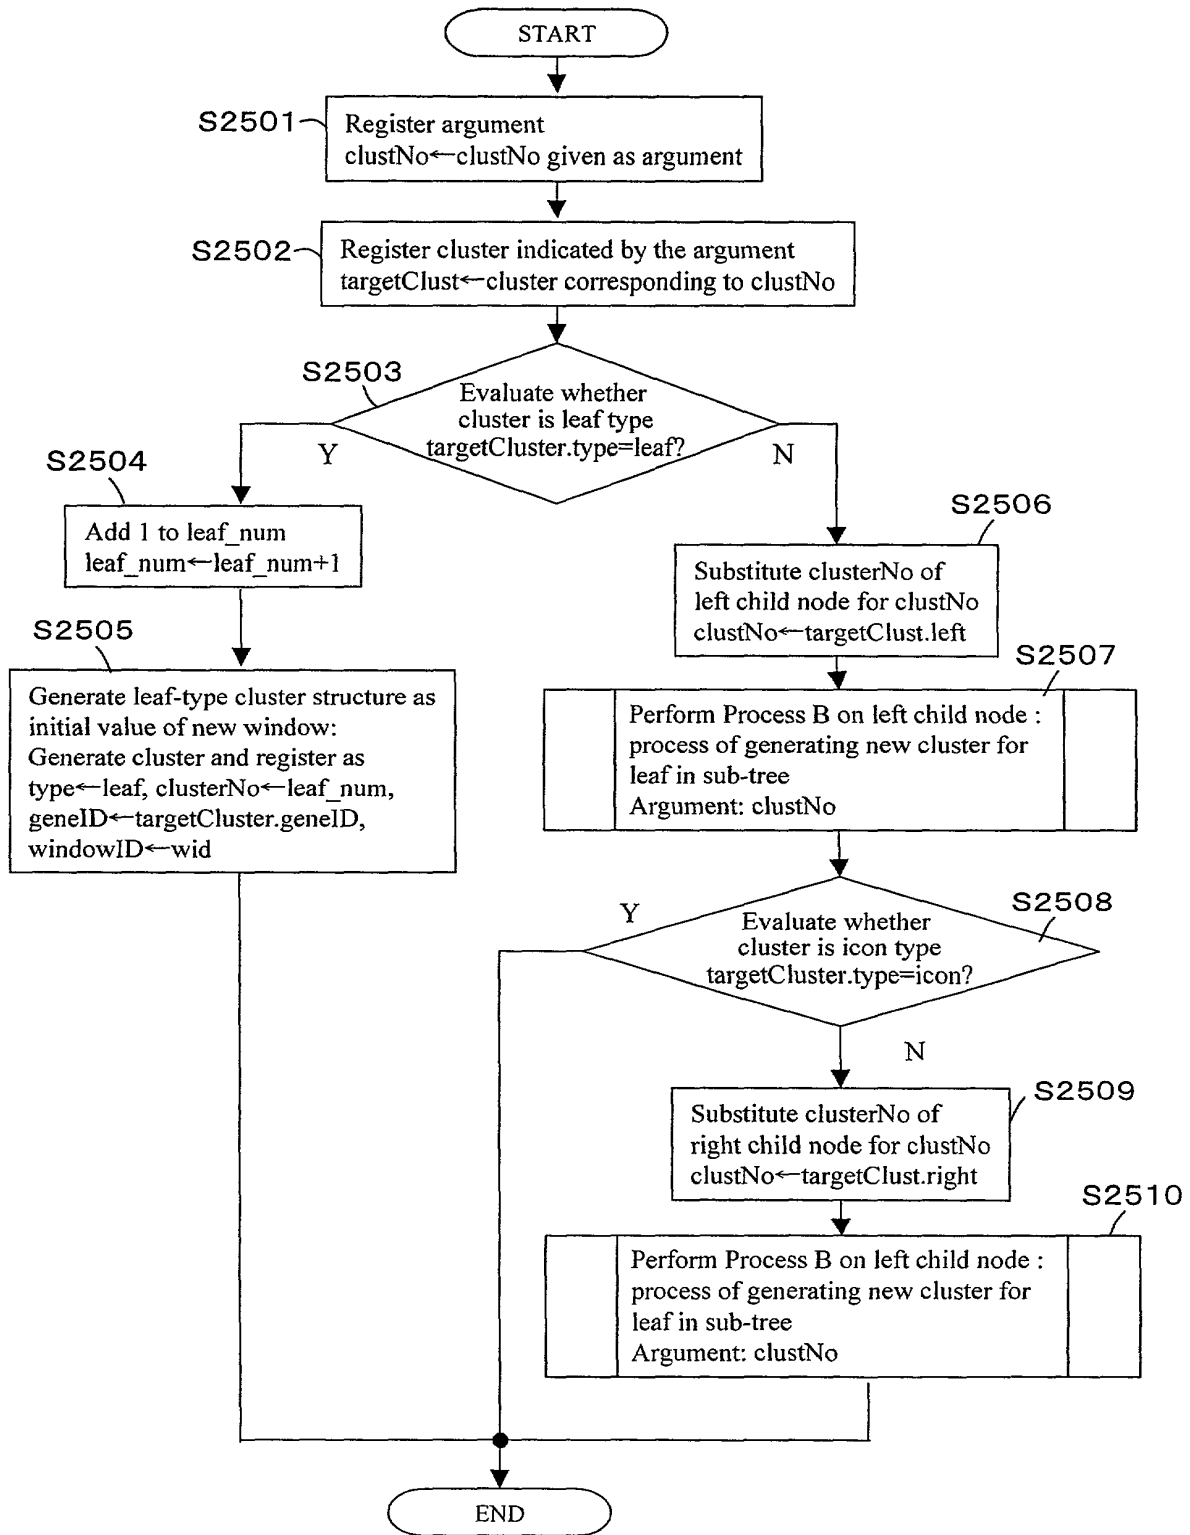 START
S2501
Register argument
clustNo←clustNo given as argument
S2502
Register cluster indicated by the argument
targetClust←cluster corresponding to clustNo
S2503
Evaluate whether
cluster is leaf type
targetCluster.type=leaf?
Y
N
S2504
Add 1 to leaf_num
leaf_num←leaf_num+1
S2505
Generate leaf-type cluster structure as
initial value of new window:
Generate cluster and register as
type←leaf, clusterNo←leaf_num,
geneID←targetCluster.geneID,
windowID←wid
S2506
Substitute clusterNo of
left child node for clustNo
clustNo←targetClust.left
S2507
Perform Process B on left child node :
process of generating new cluster for
leaf in sub-tree
Argument: clustNo
S2508
Evaluate whether
cluster is icon type
targetCluster.type=icon?
Y
N
S2509
Substitute clusterNo of
right child node for clustNo
clustNo←targetClust.right
S2510
Perform Process B on left child node :
process of generating new cluster for
leaf in sub-tree
Argument: clustNo
END